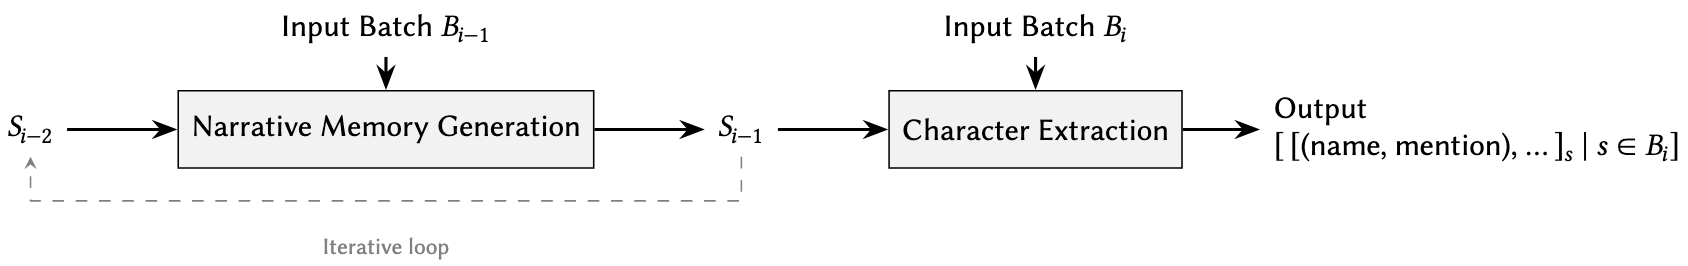 Input Batch B_{i−1}
Input Batch B_i
S_{i−2}
Narrative Memory Generation
S_{i−1}
Character Extraction
Output
[ [(name, mention), ... ]_s | s ∈ B_i]
Iterative loop